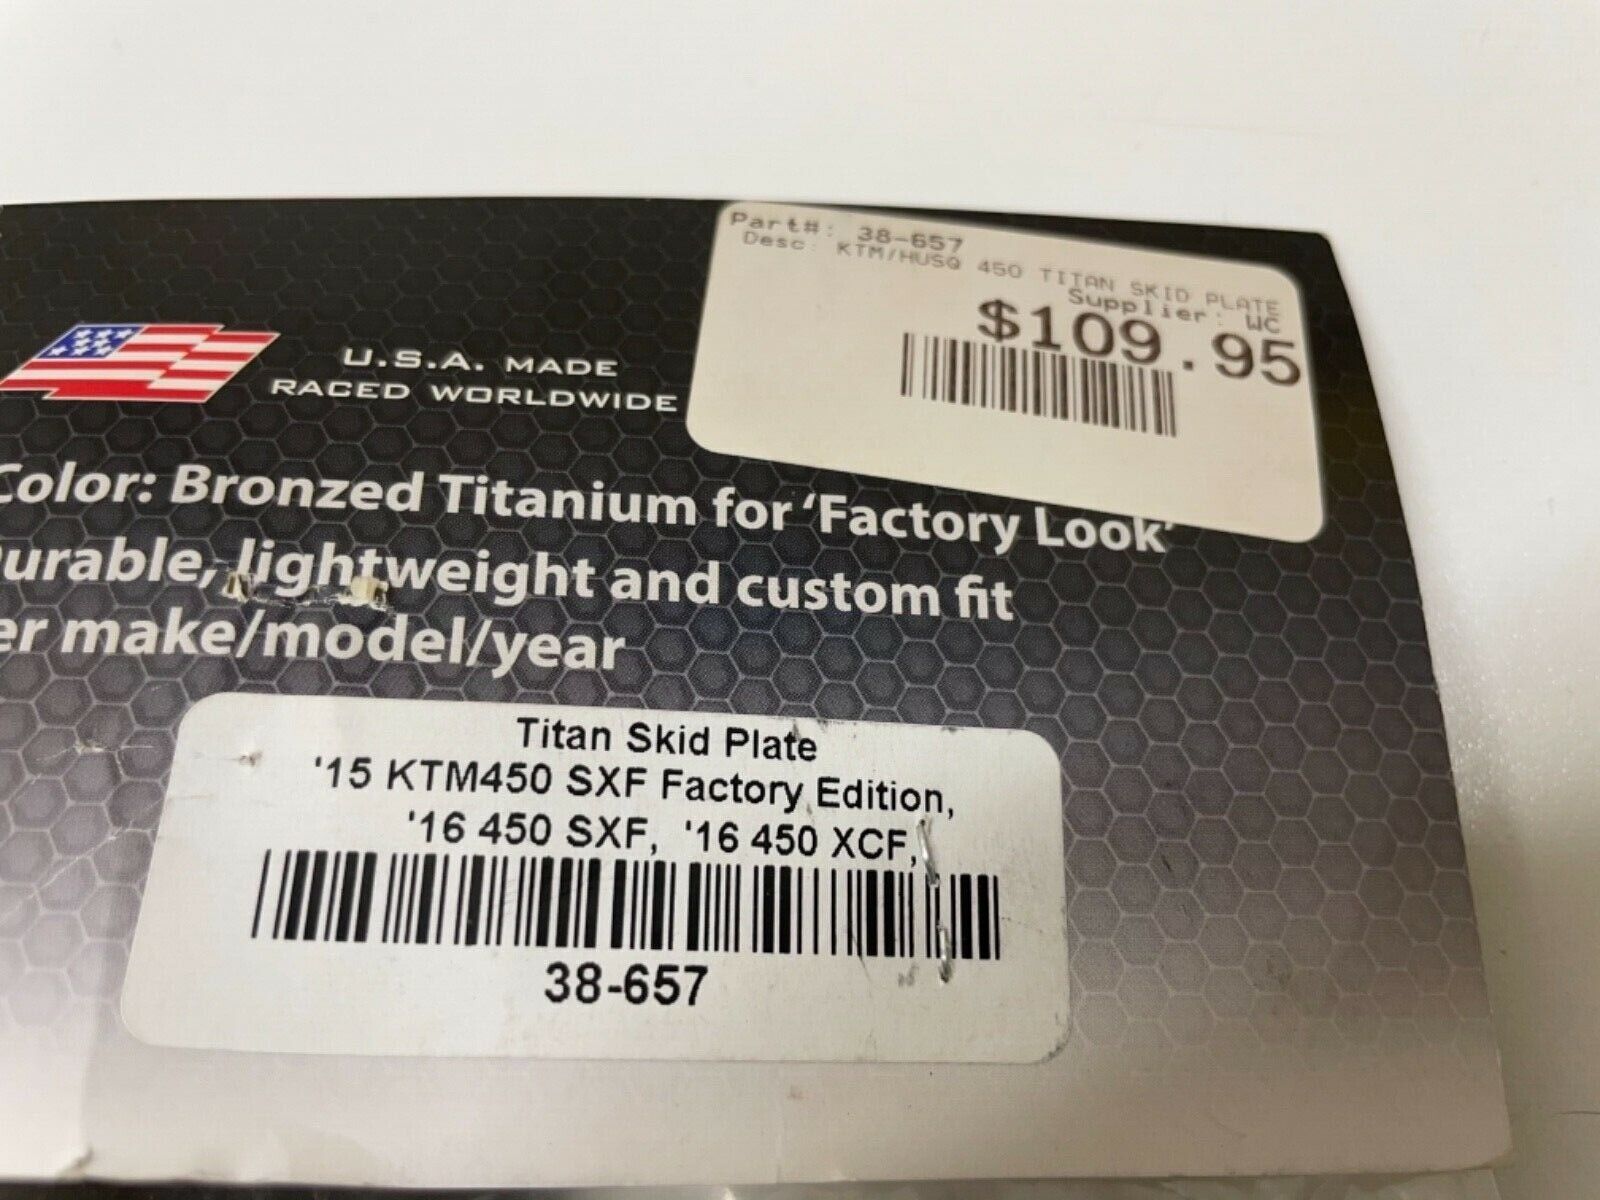 Part#: 38-657
Desc: KTM/HUSQ 450 TITAN SKID PLATE
Supplier: WC
$109.95
U.S.A. MADE
RACED WORLDWIDE
Color: Bronzed Titanium for ‘Factory Look’
urable, lightweight and custom fit
er make/model/year
Titan Skid Plate
'15 KTM450 SXF Factory Edition,
'16 450 SXF, '16 450 XCF,
38-657